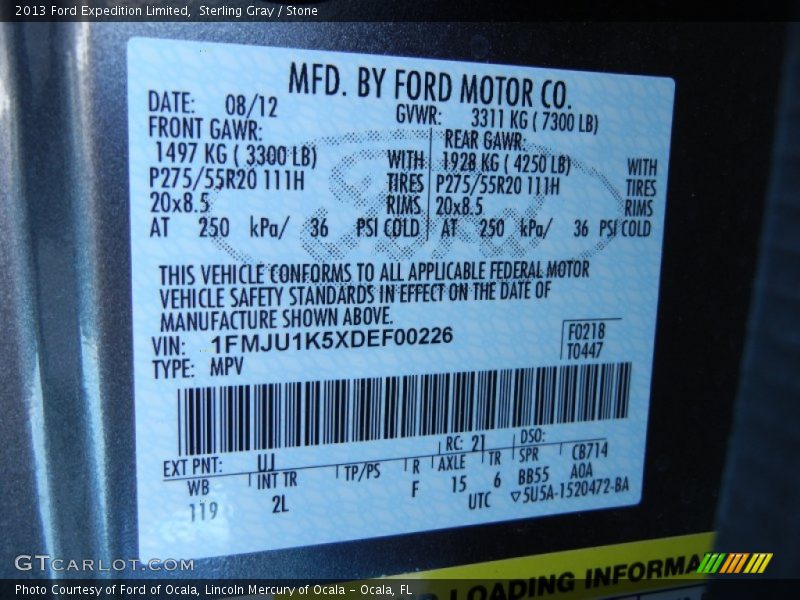 2013 Ford Expedition Limited, Sterling Gray / Stone
MFD. BY FORD MOTOR CO.
DATE: 08/12 GVWR: 3311 KG ( 7300 LB)
FRONT GAWR: REAR GAWR:
1497 KG ( 3300 LB) WITH 1928 KG ( 4250 LB) WITH
P275/55R20 111H TIRES P275/55R20 111H TIRES
20x8.5 RIMS 20x8.5 RIMS
AT 250 kPa/ 36 PSI COLD AT 250 kPa/ 36 PSI COLD
THIS VEHICLE CONFORMS TO ALL APPLICABLE FEDERAL MOTOR
VEHICLE SAFETY STANDARDS IN EFFECT ON THE DATE OF
MANUFACTURE SHOWN ABOVE.
VIN: 1FMJU1K5XDEF00226 F0218
TYPE: MPV T0447
EXT PNT: UJ RC: 21 DSO:
WB INT TR TP/PS R AXLE TR SPR CB714
119 2L F 15 6 BB55 A0A
UTC ▽5U5A-1520472-BA
LOADING INFORMA
GTCARLOT.COM
Photo Courtesy of Ford of Ocala, Lincoln Mercury of Ocala - Ocala, FL